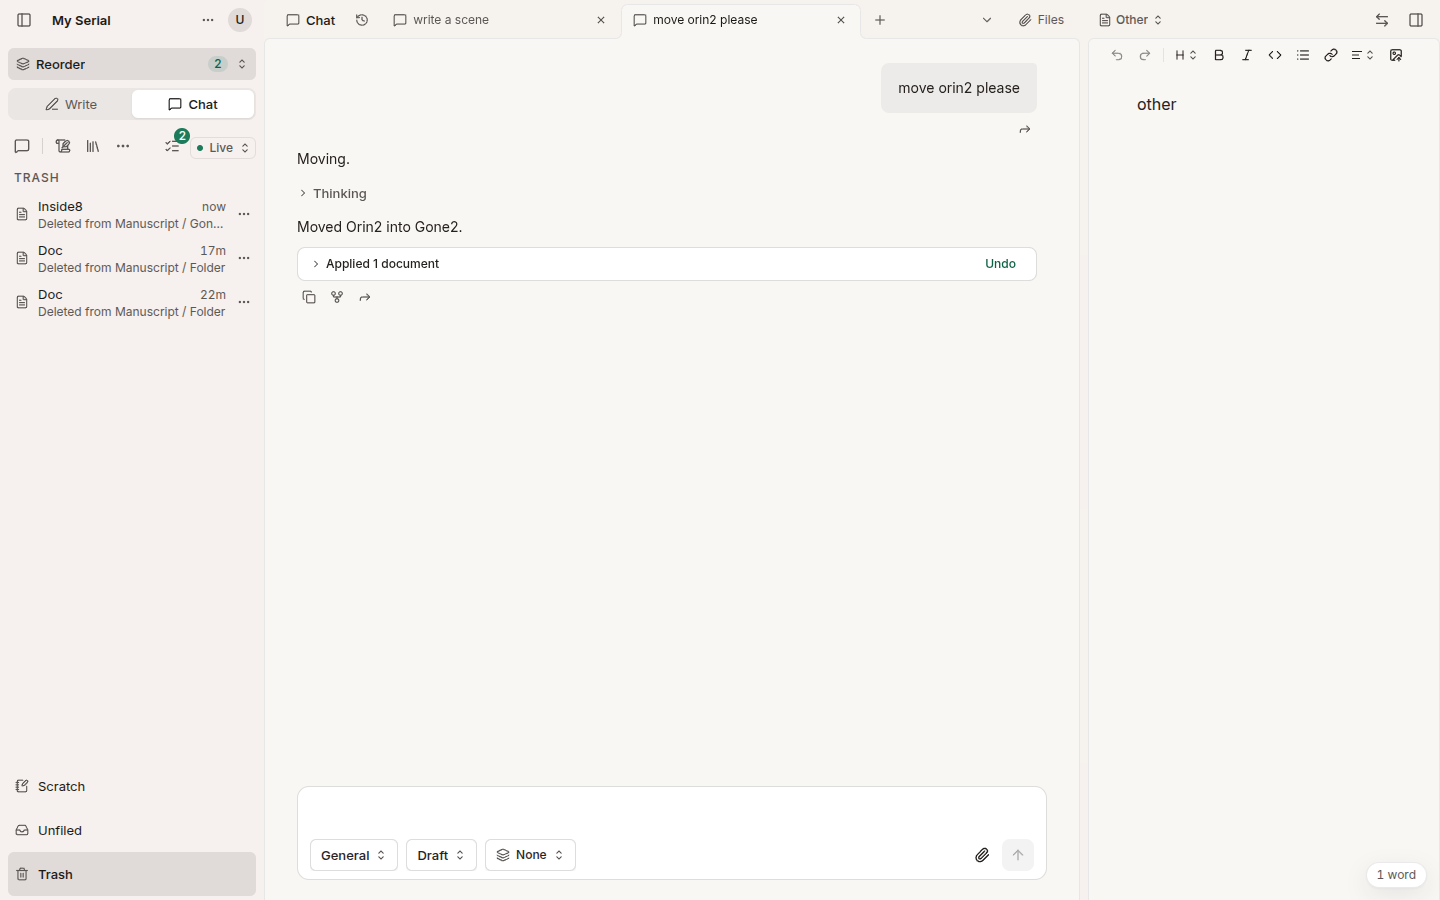 My Serial
U
Reorder
2
Write
Chat
2
Live
TRASH
Inside8
now
Deleted from Manuscript / Gon...
Doc
17m
Deleted from Manuscript / Folder
Doc
22m
Deleted from Manuscript / Folder
Scratch
Unfiled
Trash
Chat
write a scene
move orin2 please
Files
move orin2 please
Moving.
Thinking
Moved Orin2 into Gone2.
Applied 1 document
Undo
General
Draft
None
Other
H
B
I
other
1 word